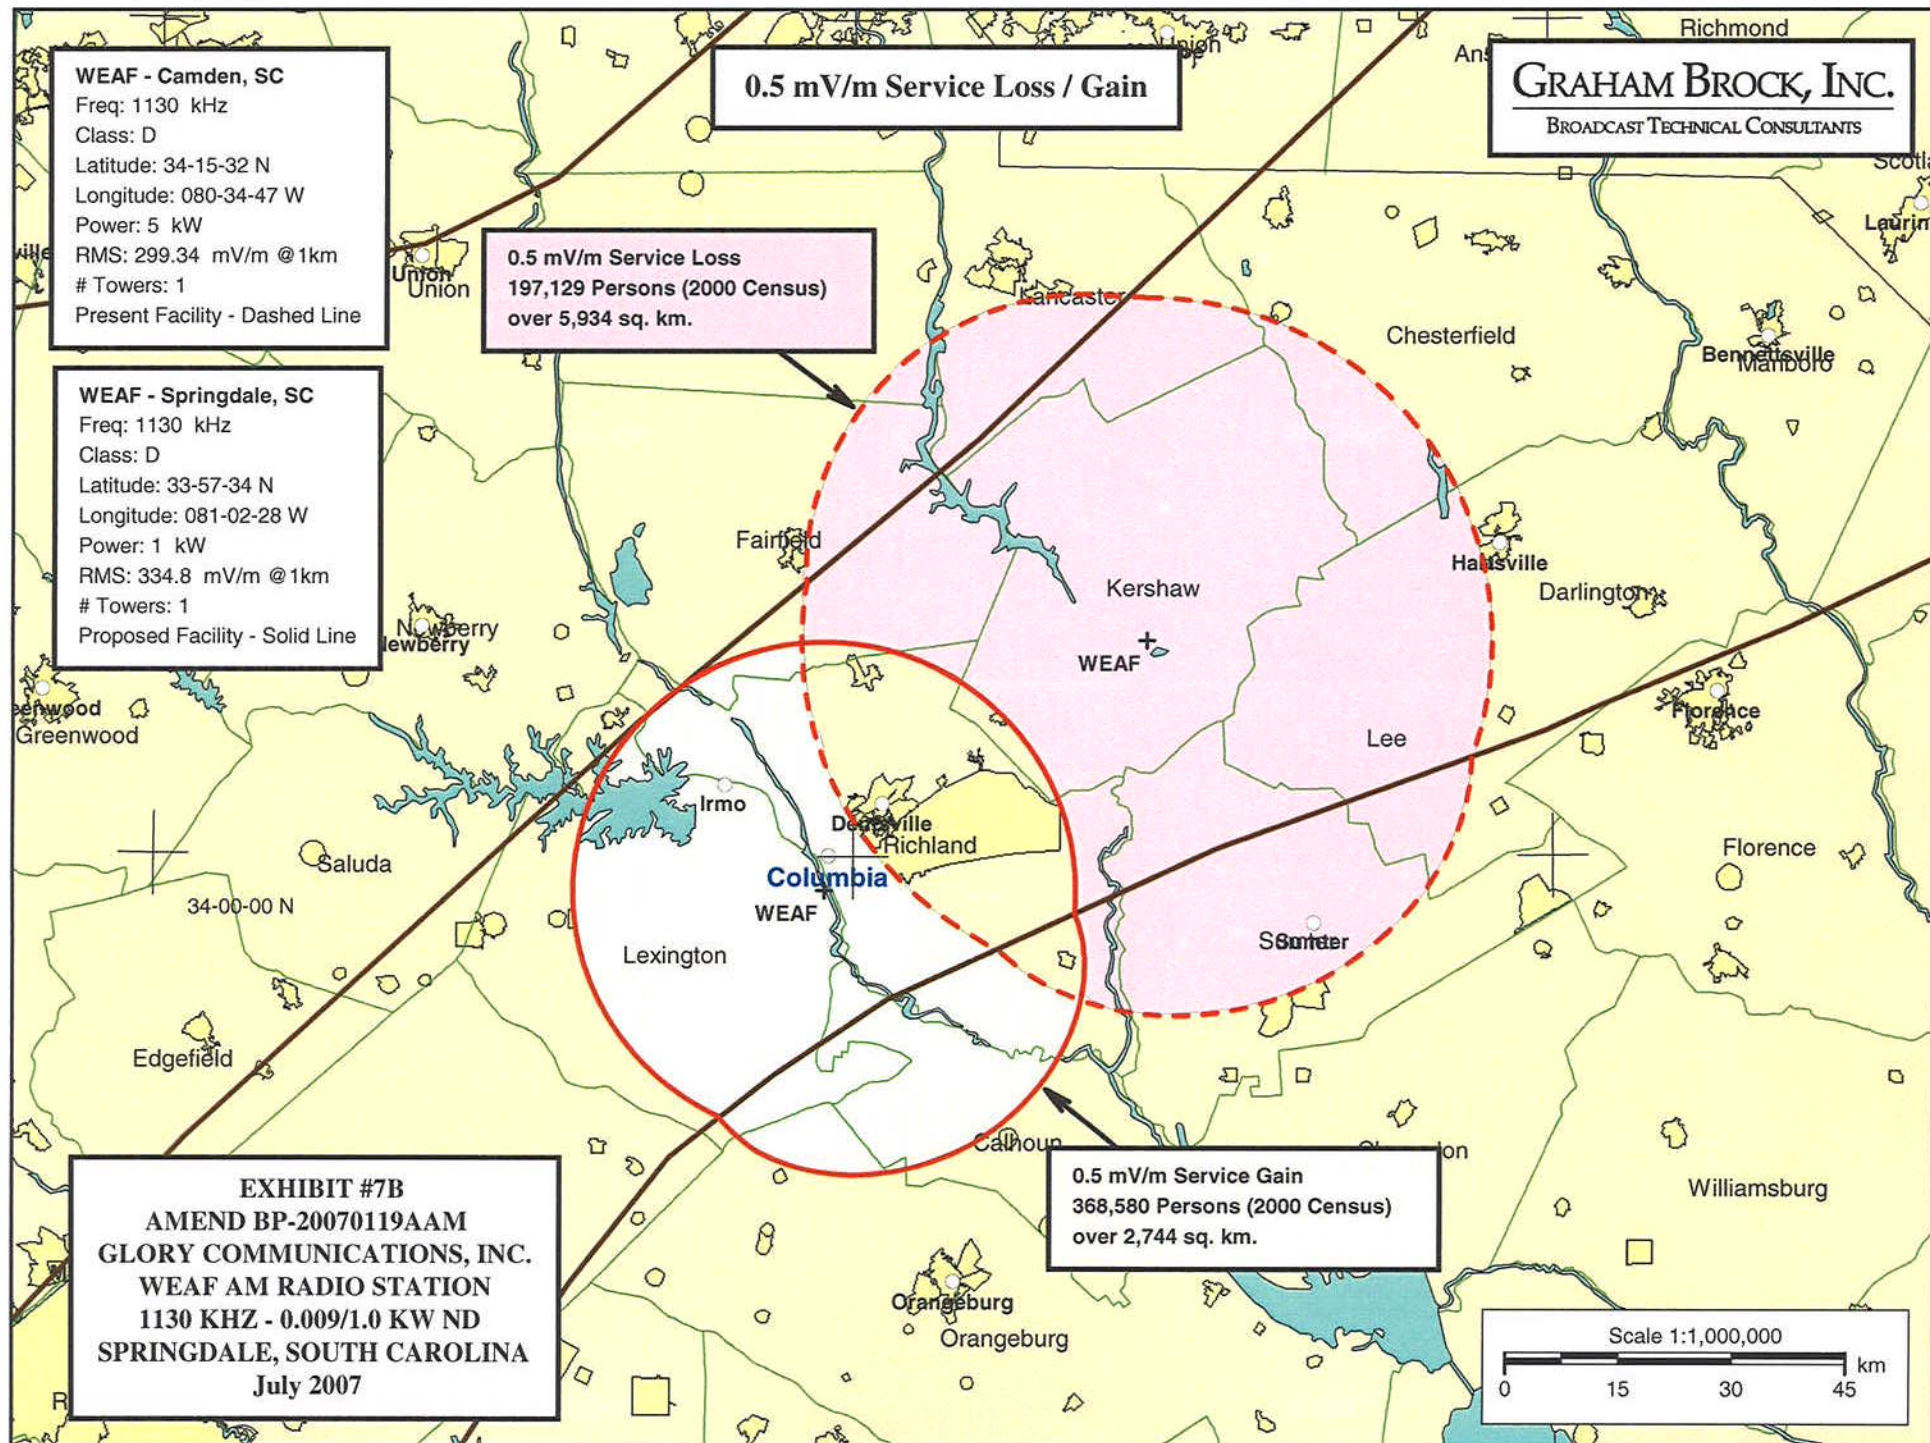 WEAF - Camden, SC
Freq: 1130 kHz
Class: D
Latitude: 34-15-32 N
Longitude: 080-34-47 W
Power: 5 kW
RMS: 299.34 mV/m @1km
# Towers: 1
Present Facility - Dashed Line
WEAF - Springdale, SC
Freq: 1130 kHz
Class: D
Latitude: 33-57-34 N
Longitude: 081-02-28 W
Power: 1 kW
RMS: 334.8 mV/m @1km
# Towers: 1
Proposed Facility - Solid Line
0.5 mV/m Service Loss / Gain
GRAHAM BROCK, INC.
BROADCAST TECHNICAL CONSULTANTS
Richmond
Union
Union
Union
0.5 mV/m Service Loss
197,129 Persons (2000 Census)
over 5,934 sq. km.
Lancaster
Chesterfield
Bennettsville
Marlboro
Fairfield
Kershaw
WEAF
Hartsville
Darlington
Newberry
Newberry
Greenwood
Lee
Florence
Irmo
Dentsville
Richland
Columbia
WEAF
Saluda
34-00-00 N
Florence
Lexington
Sumter
Sumter
Edgefield
Calhoun
0.5 mV/m Service Gain
368,580 Persons (2000 Census)
over 2,744 sq. km.
Williamsburg
Orangeburg
Orangeburg
EXHIBIT #7B
AMEND BP-20070119AAM
GLORY COMMUNICATIONS, INC.
WEAF AM RADIO STATION
1130 KHZ - 0.009/1.0 KW ND
SPRINGDALE, SOUTH CAROLINA
July 2007
Scale 1:1,000,000
km
0 15 30 45